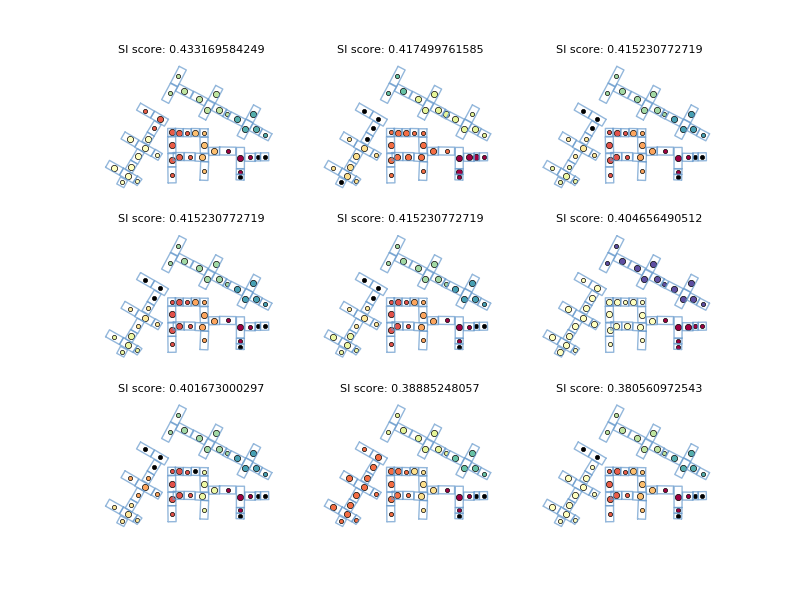 SI score: 0.433169584249
SI score: 0.417499761585
SI score: 0.415230772719
SI score: 0.415230772719
SI score: 0.415230772719
SI score: 0.404656490512
SI score: 0.401673000297
SI score: 0.38885248057
SI score: 0.380560972543